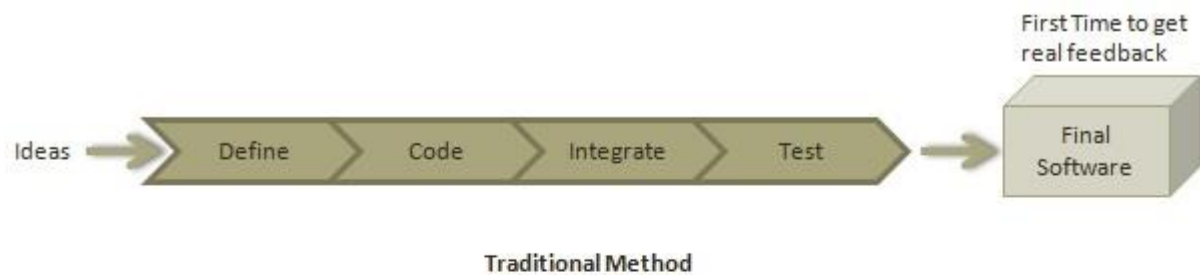 First Time to get
real feedback
Ideas
Define
Code
Integrate
Test
Final
Software
Traditional Method